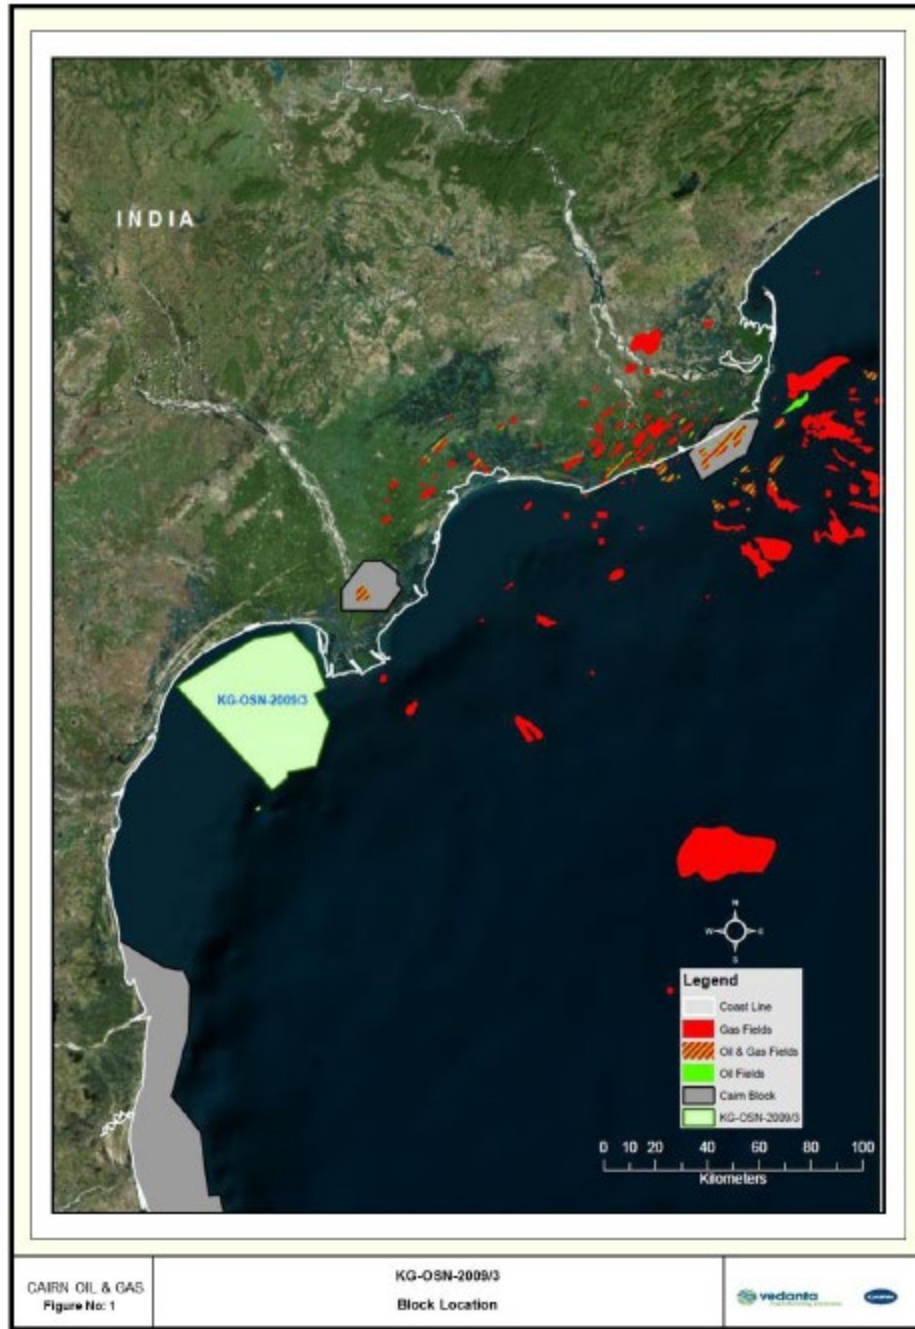 INDIA
KG-OSN-2009/3
N
W E
S
Legend
Coast Line
Gas Fields
Oil & Gas Fields
Oil Fields
Cairn Block
KG-OSN-2009/3
0 10 20 40 60 80 100
Kilometers
CAIRN OIL & GAS
Figure No: 1
KG-OSN-2009/3
Block Location
vedanta
CAIRN